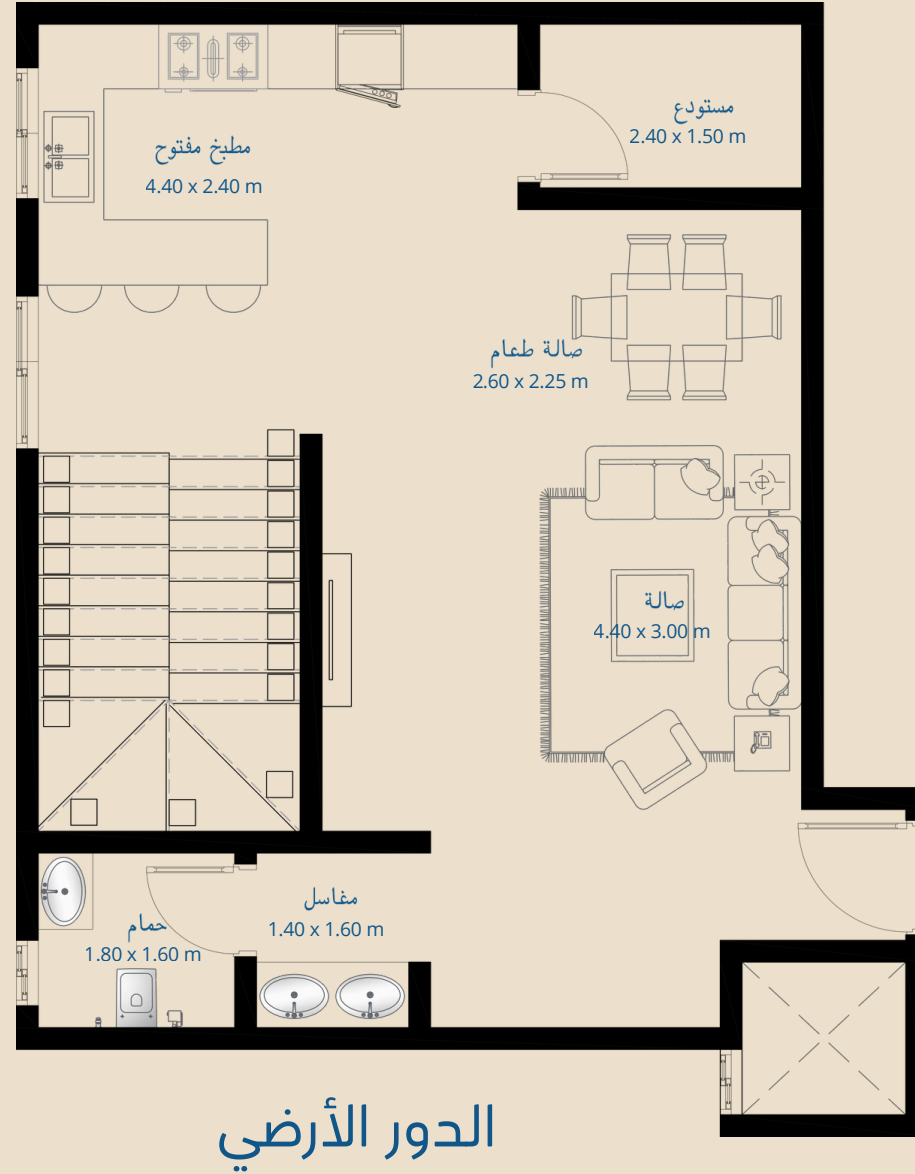 مستودع
2.40 x 1.50 m
مطبخ مفتوح
4.40 x 2.40 m
صالة طعام
2.60 x 2.25 m
صالة
4.40 x 3.00 m
مغاسل
1.40 x 1.60 m
حمام
1.80 x 1.60 m
الدور الأرضي